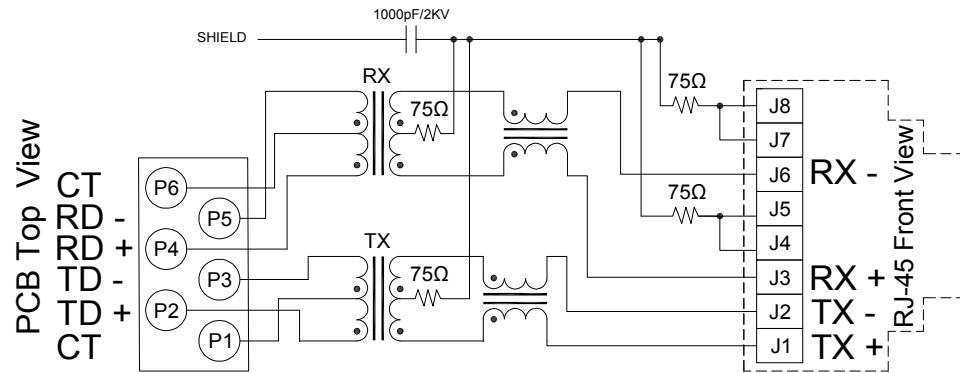 1000pF/2KV
SHIELD
RX
75Ω
75Ω
J8
J7
PCB Top View
CT
P6
J6
RX -
RJ-45 Front View
RD -
P5
75Ω
J5
RD +
P4
J4
TD -
P3
TX
75Ω
J3
RX +
TD +
P2
J2
TX -
CT
P1
J1
TX +